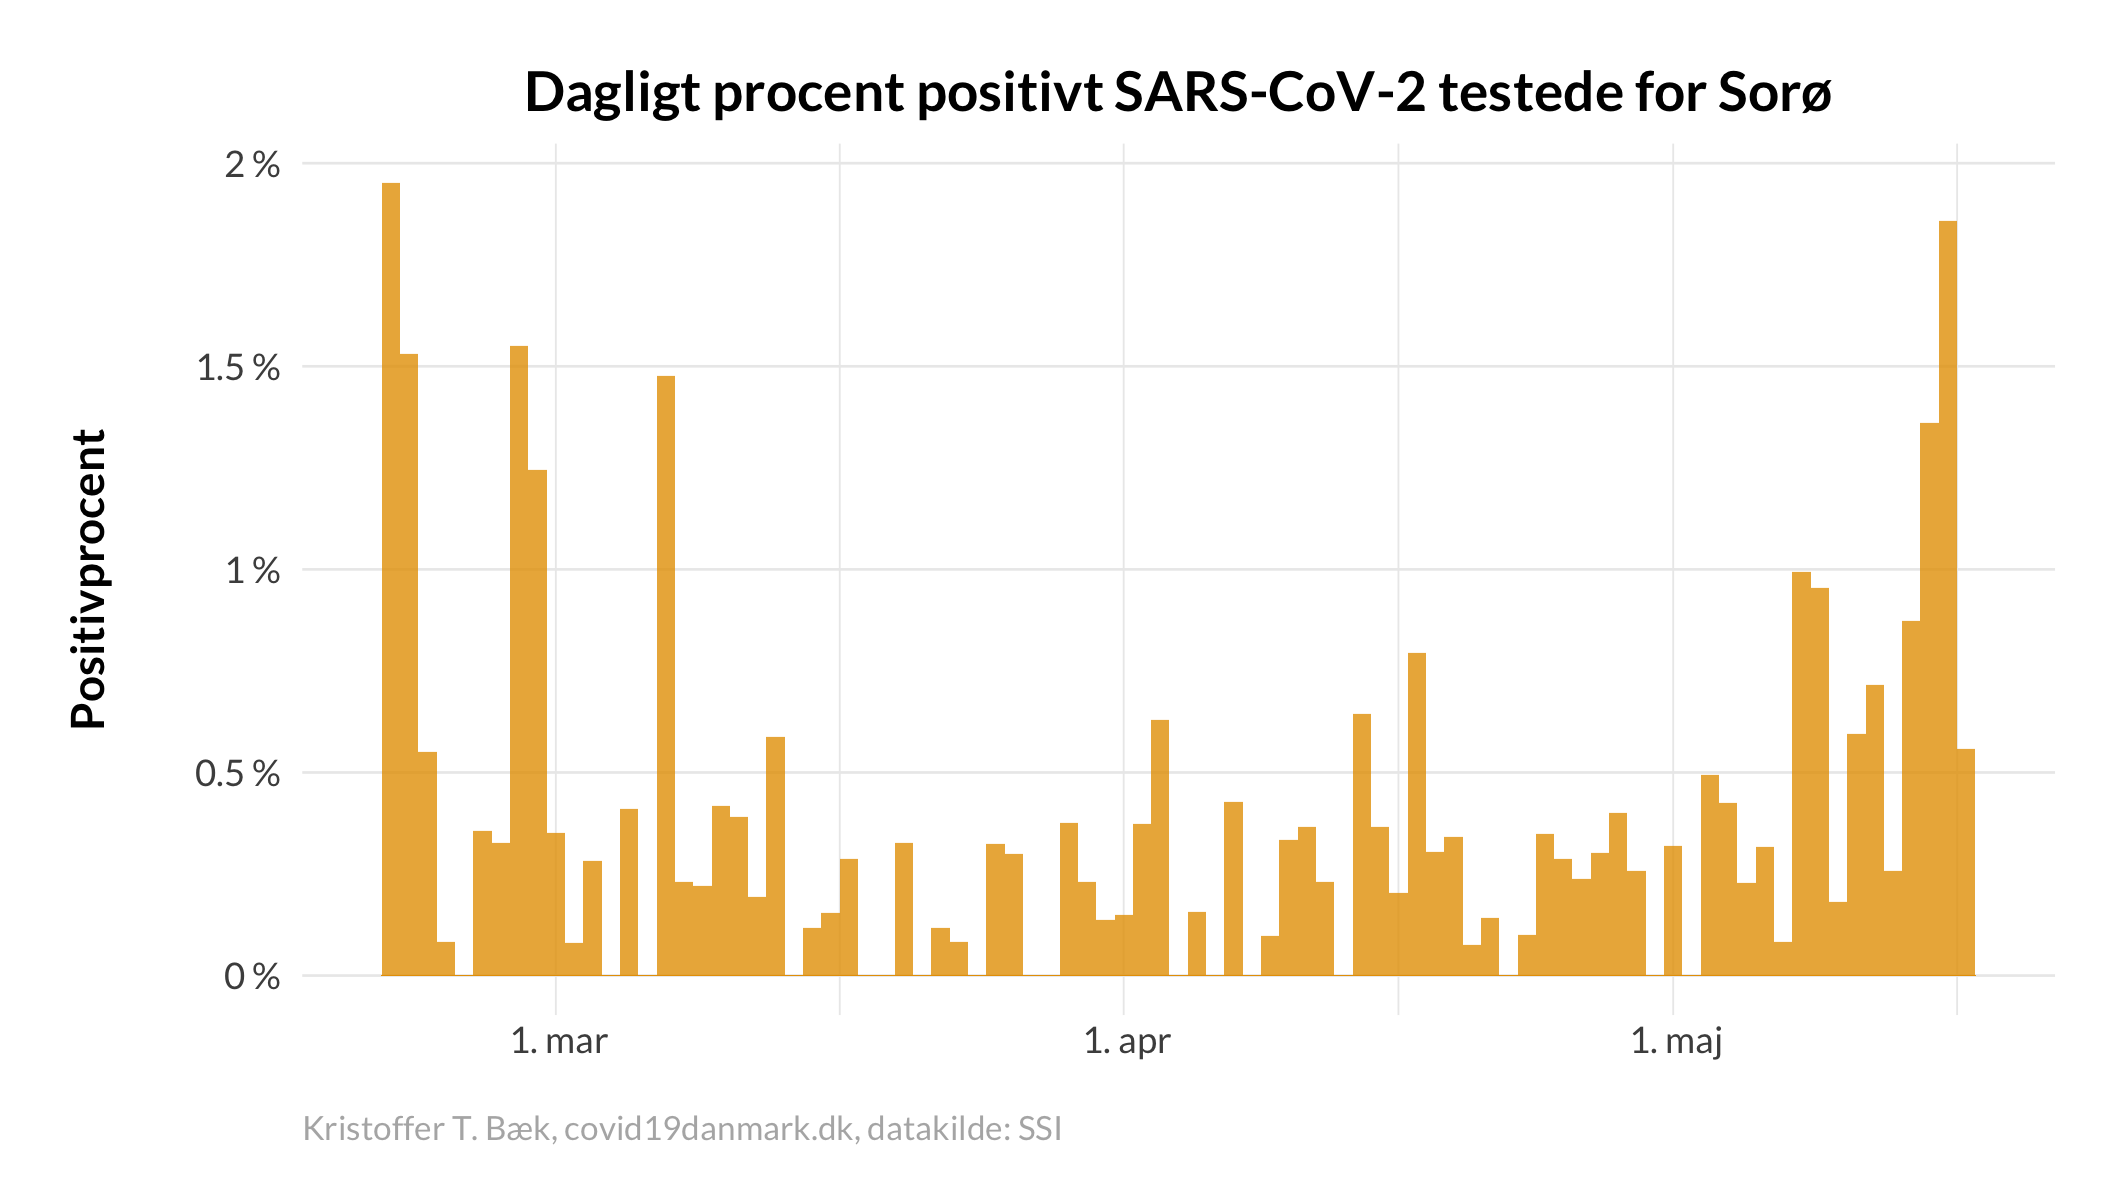 Dagligt procent positivt SARS-CoV-2 testede for Sorø
Positivprocent
2 %
1.5 %
1 %
0.5 %
0 %
1. mar
1. apr
1. maj
Kristoffer T. Bæk, covid19danmark.dk, datakilde: SSI